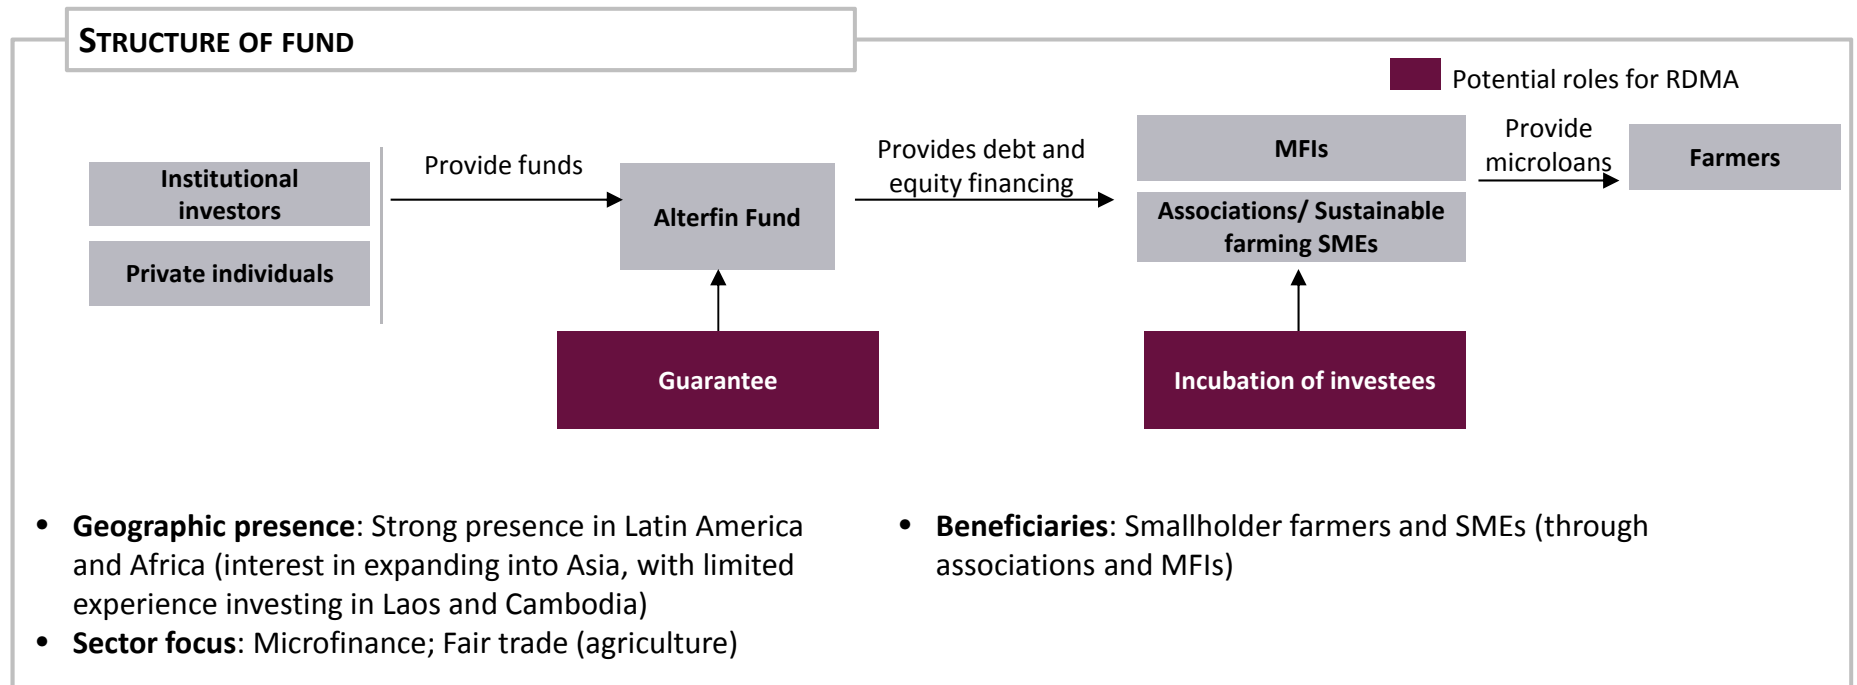 STRUCTURE OF FUND
Potential roles for RDMA
Institutional
investors
Private individuals
Provide funds
Alterfin Fund
Provides debt and
equity financing
MFIs
Associations/ Sustainable
farming SMEs
Provide
microloans
Farmers
Guarantee
Incubation of investees
• Geographic presence: Strong presence in Latin America
and Africa (interest in expanding into Asia, with limited
experience investing in Laos and Cambodia)
• Sector focus: Microfinance; Fair trade (agriculture)
• Beneficiaries: Smallholder farmers and SMEs (through
associations and MFIs)